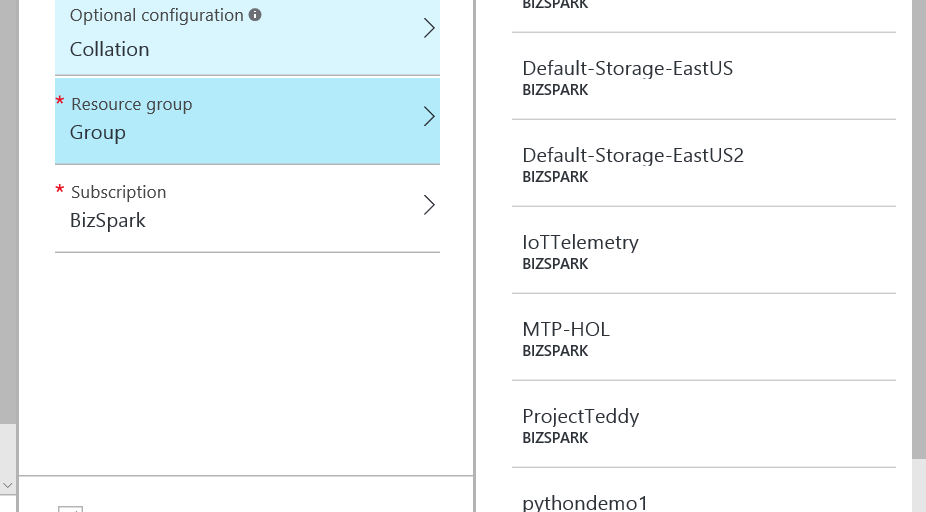 Optional configuration
Collation
* Resource group
Group
* Subscription
BizSpark
BIZSPARK
Default-Storage-EastUS
BIZSPARK
Default-Storage-EastUS2
BIZSPARK
IoTTelemetry
BIZSPARK
MTP-HOL
BIZSPARK
ProjectTeddy
BIZSPARK
pythondemo1